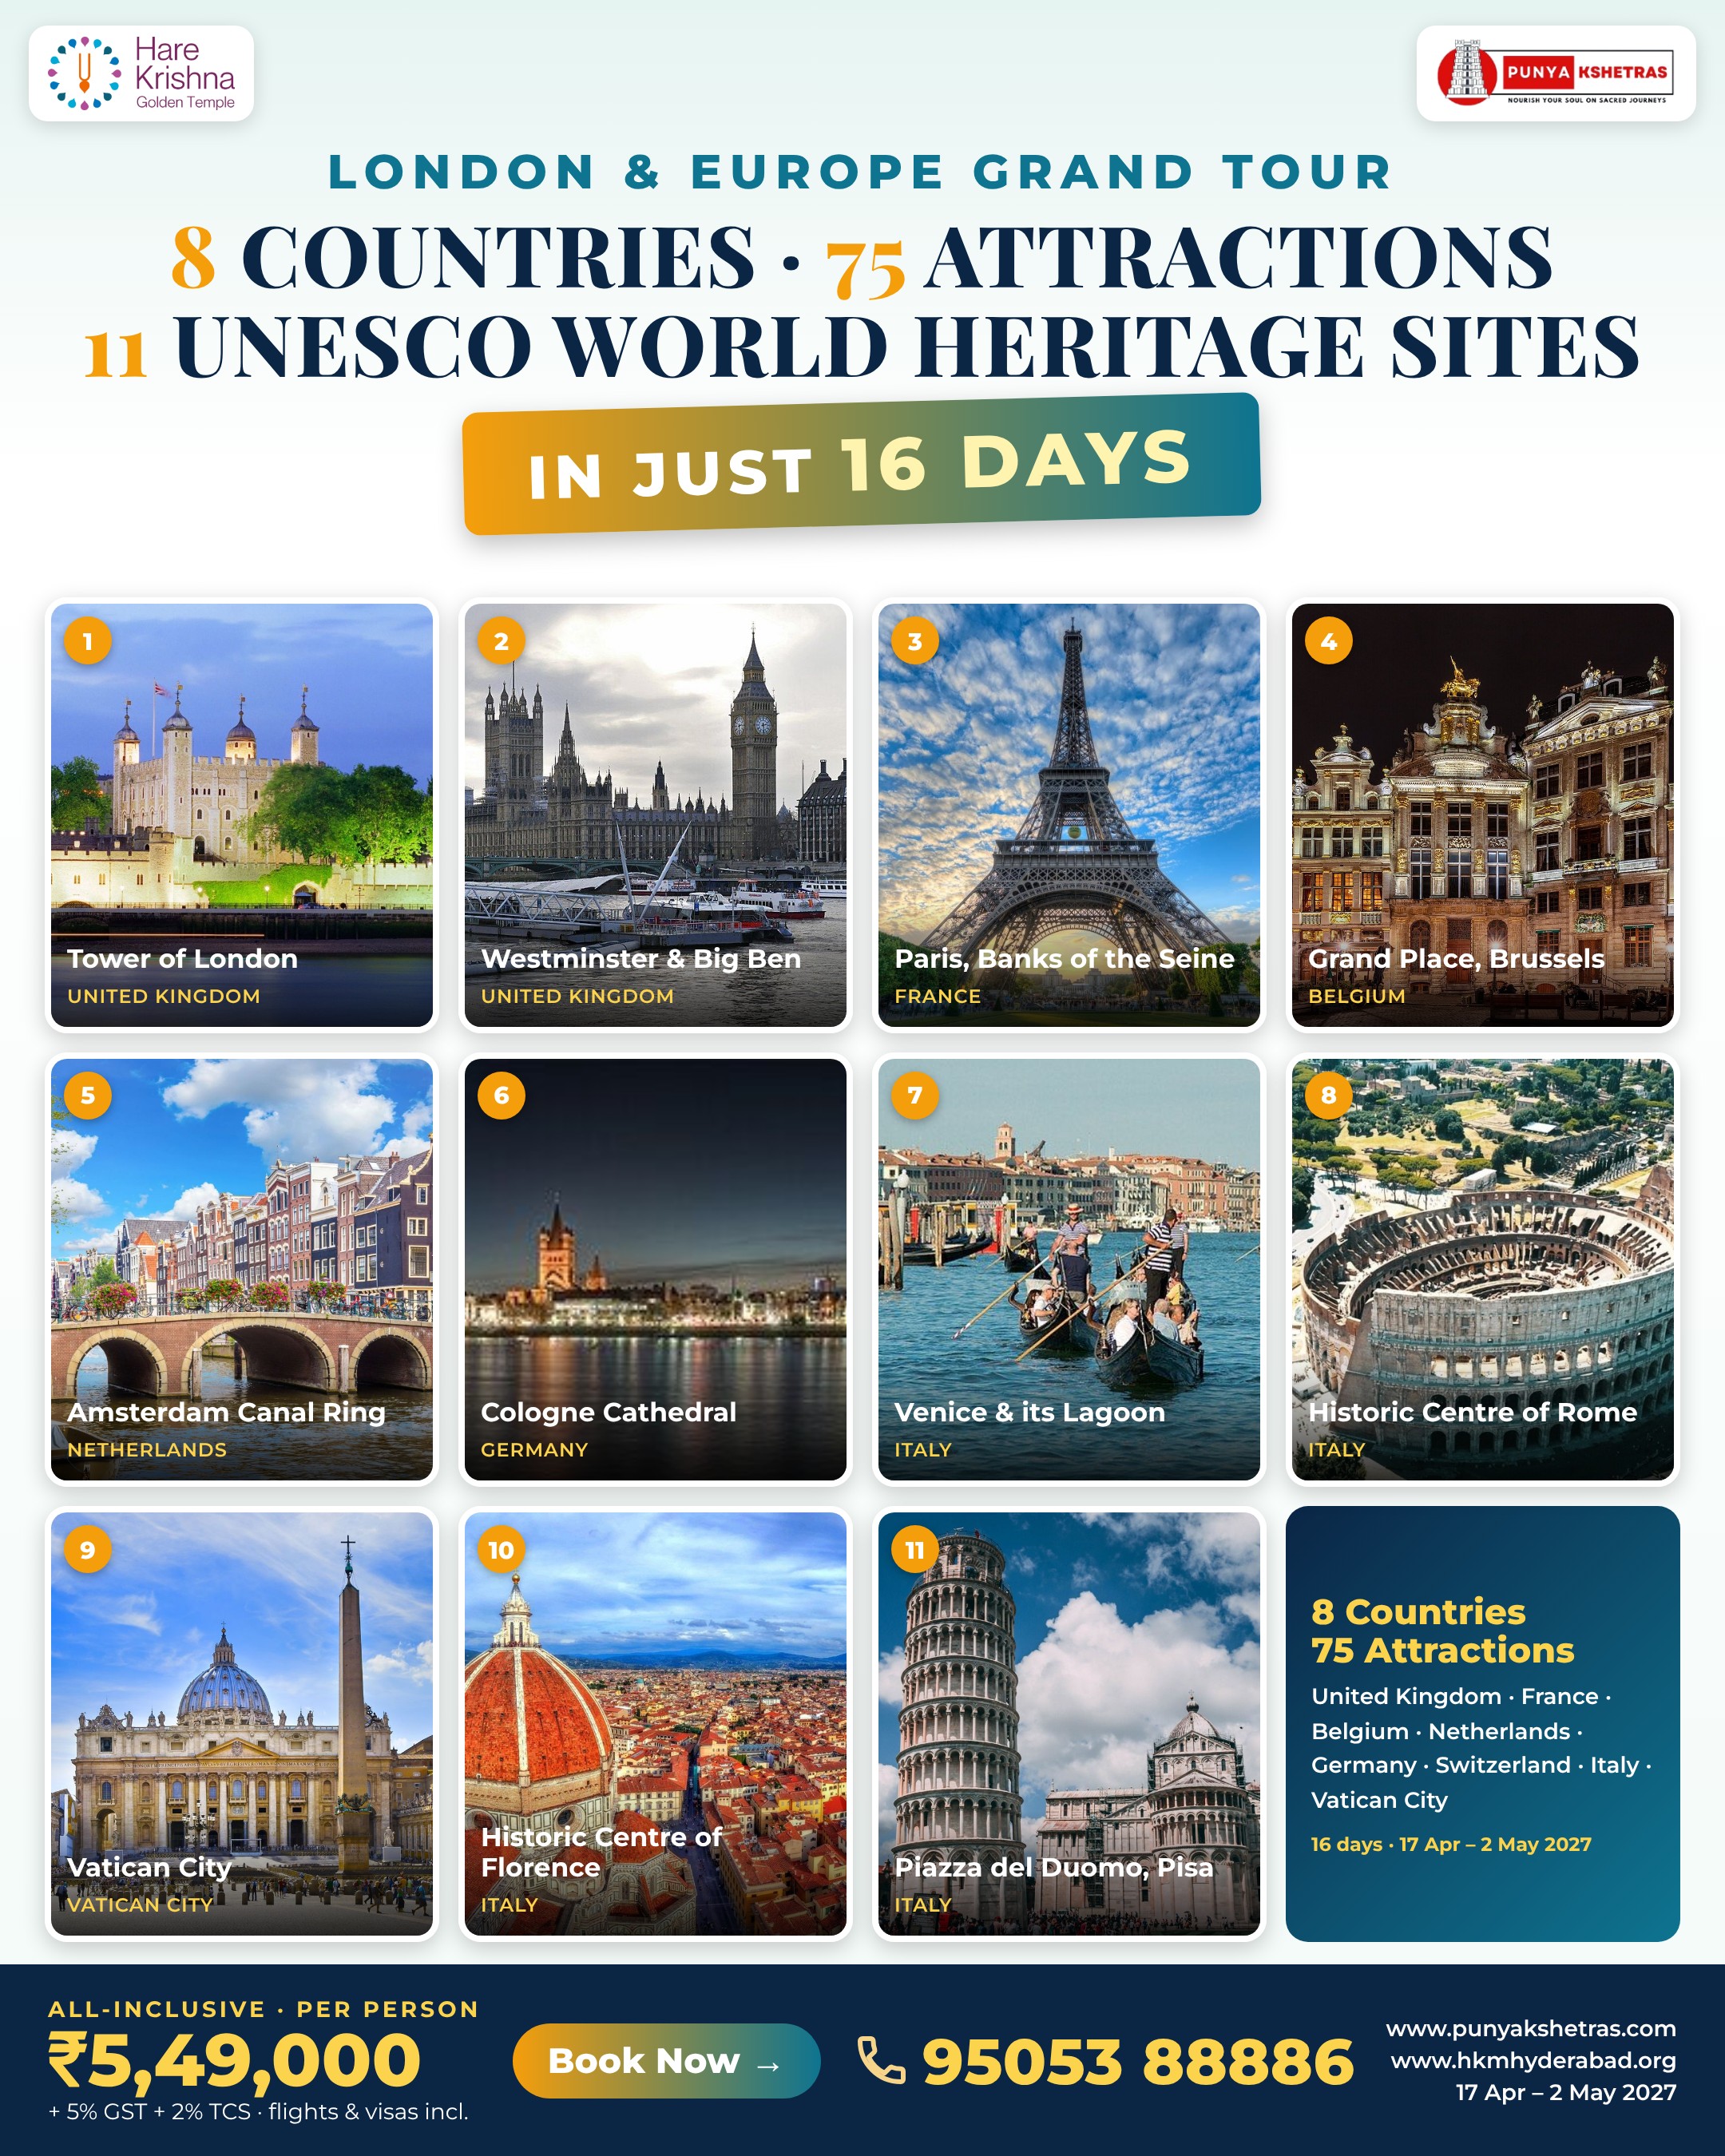 Hare
Krishna
Golden Temple
PUNYA KSHETRAS
NOURISH YOUR SOUL ON SACRED JOURNEYS
LONDON & EUROPE GRAND TOUR
8 COUNTRIES · 75 ATTRACTIONS
11 UNESCO WORLD HERITAGE SITES
IN JUST 16 DAYS
1
Tower of London
UNITED KINGDOM
2
Westminster & Big Ben
UNITED KINGDOM
3
Paris, Banks of the Seine
FRANCE
4
Grand Place, Brussels
BELGIUM
5
Amsterdam Canal Ring
NETHERLANDS
6
Cologne Cathedral
GERMANY
7
Venice & its Lagoon
ITALY
8
Historic Centre of Rome
ITALY
9
Vatican City
VATICAN CITY
10
Historic Centre of
Florence
ITALY
11
Piazza del Duomo, Pisa
ITALY
8 Countries
75 Attractions
United Kingdom · France ·
Belgium · Netherlands ·
Germany · Switzerland · Italy ·
Vatican City
16 days · 17 Apr – 2 May 2027
ALL-INCLUSIVE · PER PERSON
₹5,49,000
+ 5% GST + 2% TCS · flights & visas incl.
Book Now →
95053 88886
www.punyakshetras.com
www.hkmhyderabad.org
17 Apr – 2 May 2027